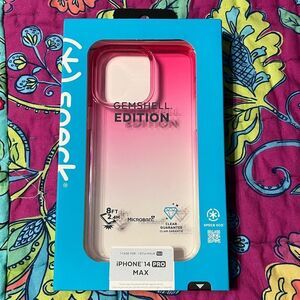 speck
GEMSHELL
EDITION
8FT
2.4M
MICROBAN
CLEAR
GUARANTEE
SPECK ECO
iPHONE 14 PRO
MAX